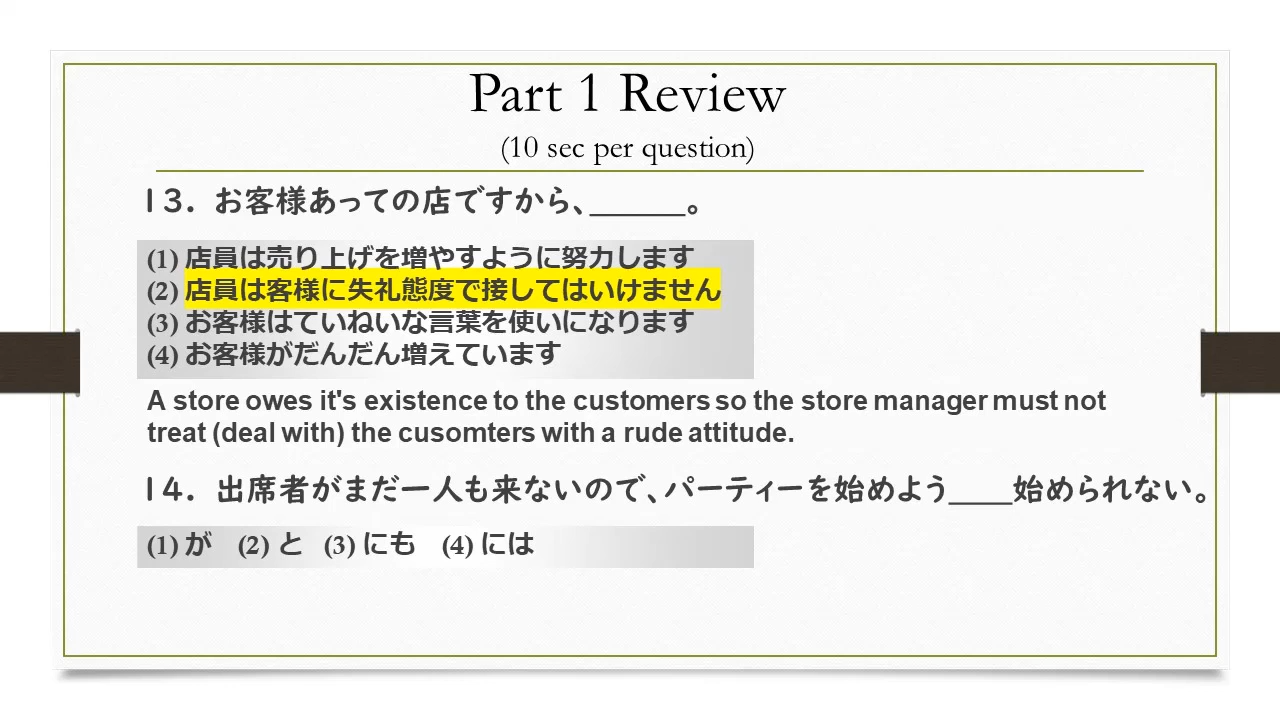 Part 1 Review
(10 sec per question)
13. お客様あっての店ですから、______。
(1) 店員は売り上げを増やすように努力します
(2) 店員は客様に失礼態度で接してはいけません
(3) お客様はていねいな言葉を使いになります
(4) お客様がだんだん増えています
A store owes it's existence to the customers so the store manager must not
treat (deal with) the cusomters with a rude attitude.
14. 出席者がまだ一人も来ないので、パーティーを始めよう____始められない。
(1) が (2) と (3) にも (4) には